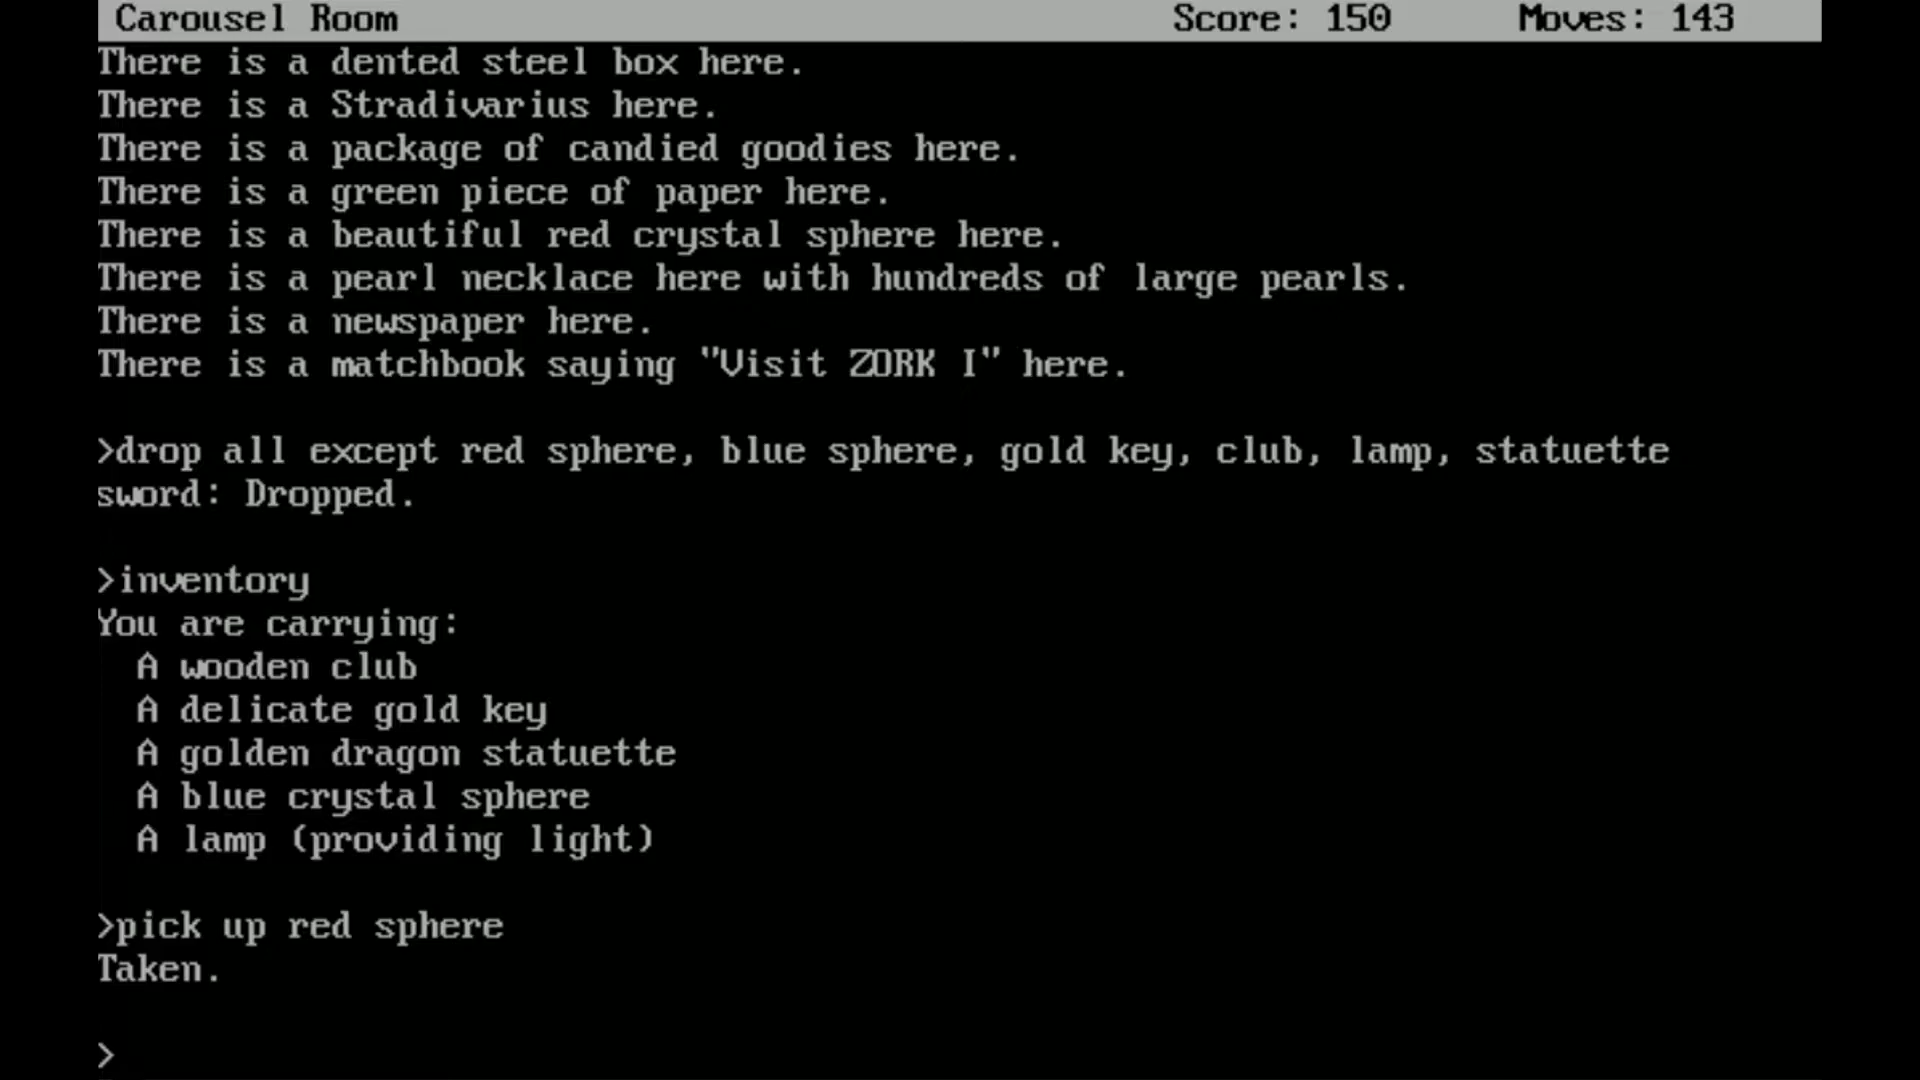 Carousel Room Score: 150 Moves: 143
There is a dented steel box here.
There is a Stradivarius here.
There is a package of candied goodies here.
There is a green piece of paper here.
There is a beautiful red crystal sphere here.
There is a pearl necklace here with hundreds of large pearls.
There is a newspaper here.
There is a matchbook saying "Visit ZORK I" here.
>drop all except red sphere, blue sphere, gold key, club, lamp, statuette
sword: Dropped.
>inventory
You are carrying:
A wooden club
A delicate gold key
A golden dragon statuette
A blue crystal sphere
A lamp (providing light)
>pick up red sphere
Taken.
>